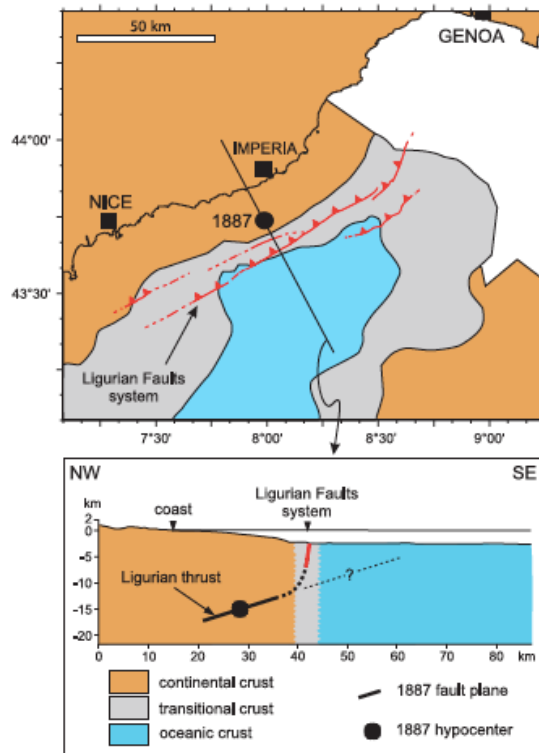 50 km
GENOA
44°00'
IMPERIA
NICE
1887
43°30'
Ligurian Faults
system
7°30'
8°00'
8°30'
9°00'
NW
SE
km
coast
Ligurian Faults
system
2
0
-5
-10
-15
-20
Ligurian thrust
?
0
10
20
30
40
50
60
70
80
km
continental crust
transitional crust
oceanic crust
1887 fault plane
1887 hypocenter